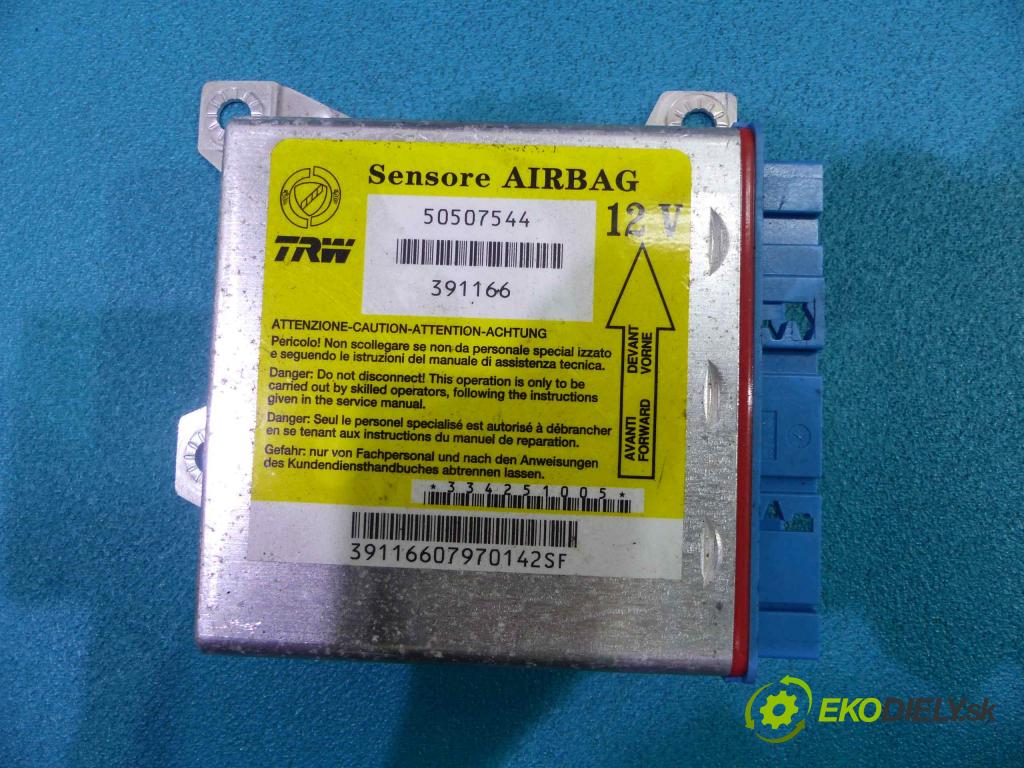 Sensore AIRBAG
TRW
50507544
12 V
391166
ATTENZIONE-CAUTION-ATTENTION-ACHTUNG
Pericolo! Non scollegare se non da personale special izzato
e seguendo le istruzioni del manuale di assistenza tecnica.
Danger: Do not disconnect! This operation is only to be
carried out by skilled operators, following the instructions
given in the service manual.
Danger: Seul le personel specialisé est autorisé à débrancher
en se tenant aux instructions du manuel de reparation.
Gefahr: nur von Fachpersonal und nach den Anweisungen
des Kundendiensthandbuches abtrennen lassen.
AVANTI DEVANT
FORWARD VORNE
*334251005*
39116607970142SF
EKODIELY.sk